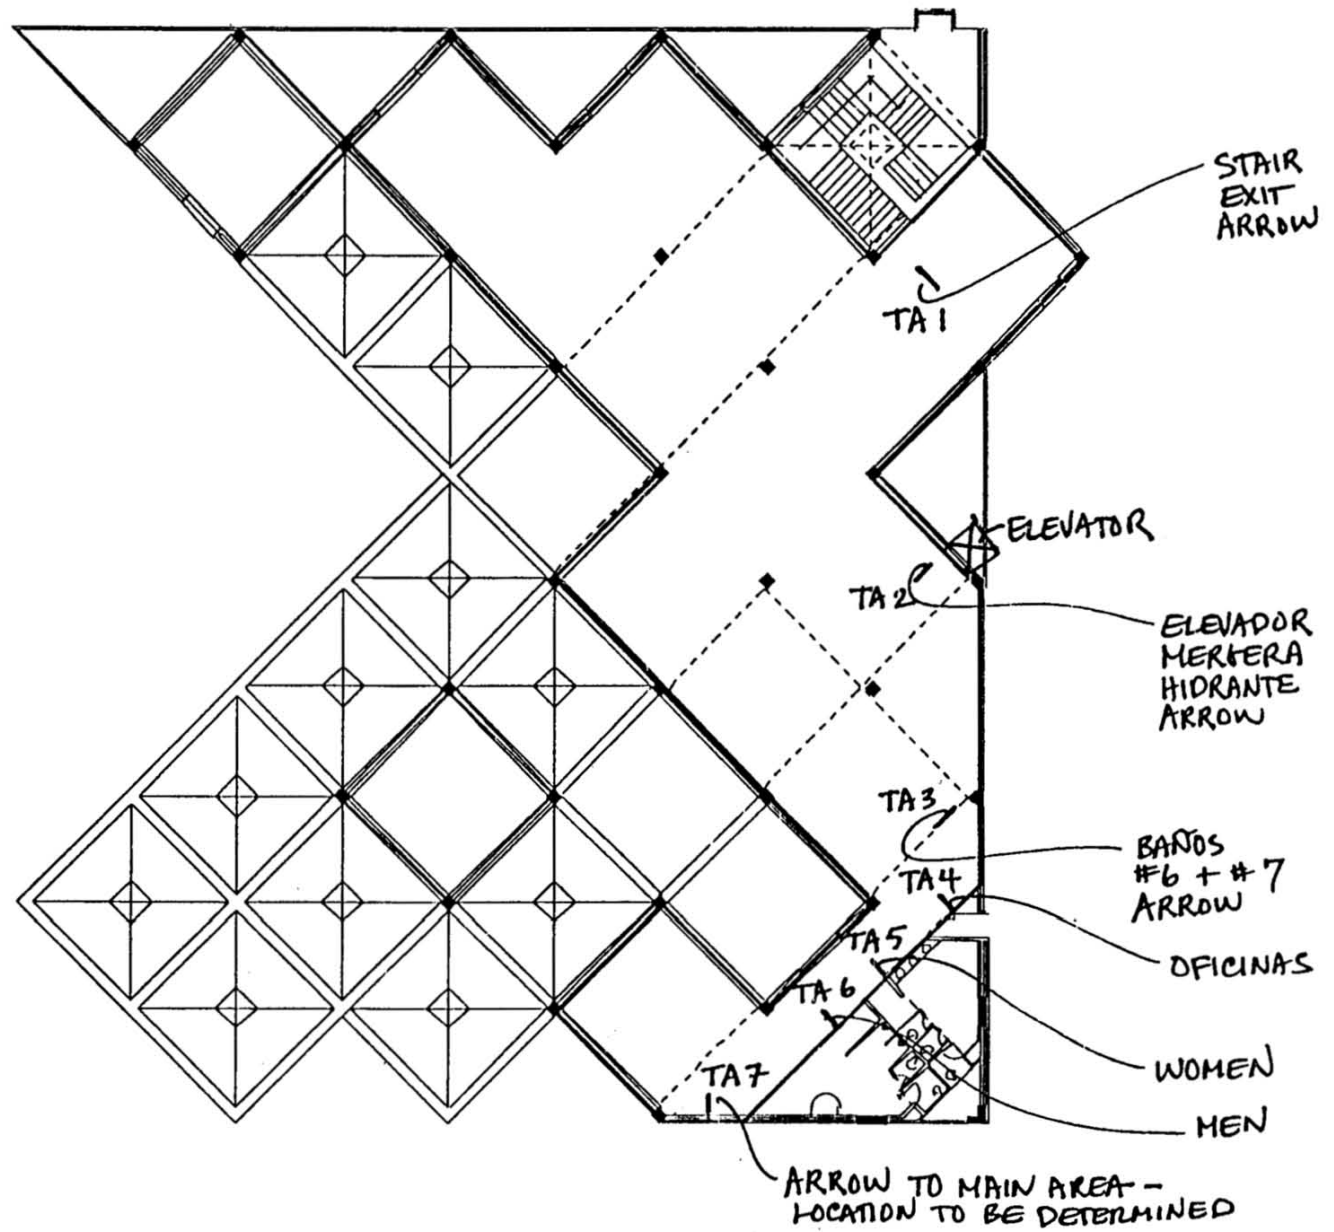 STAIR
EXIT
ARROW
TA 1
ELEVATOR
TA 2
ELEVADOR
HIDRANTE
ARROW
TA 3
BAÑOS
#6 + #7
ARROW
TA 4
TA 5
OFICINAS
TA 6
WOMEN
TA 7
MEN
ARROW TO MAIN AREA –
LOCATION TO BE DETERMINED